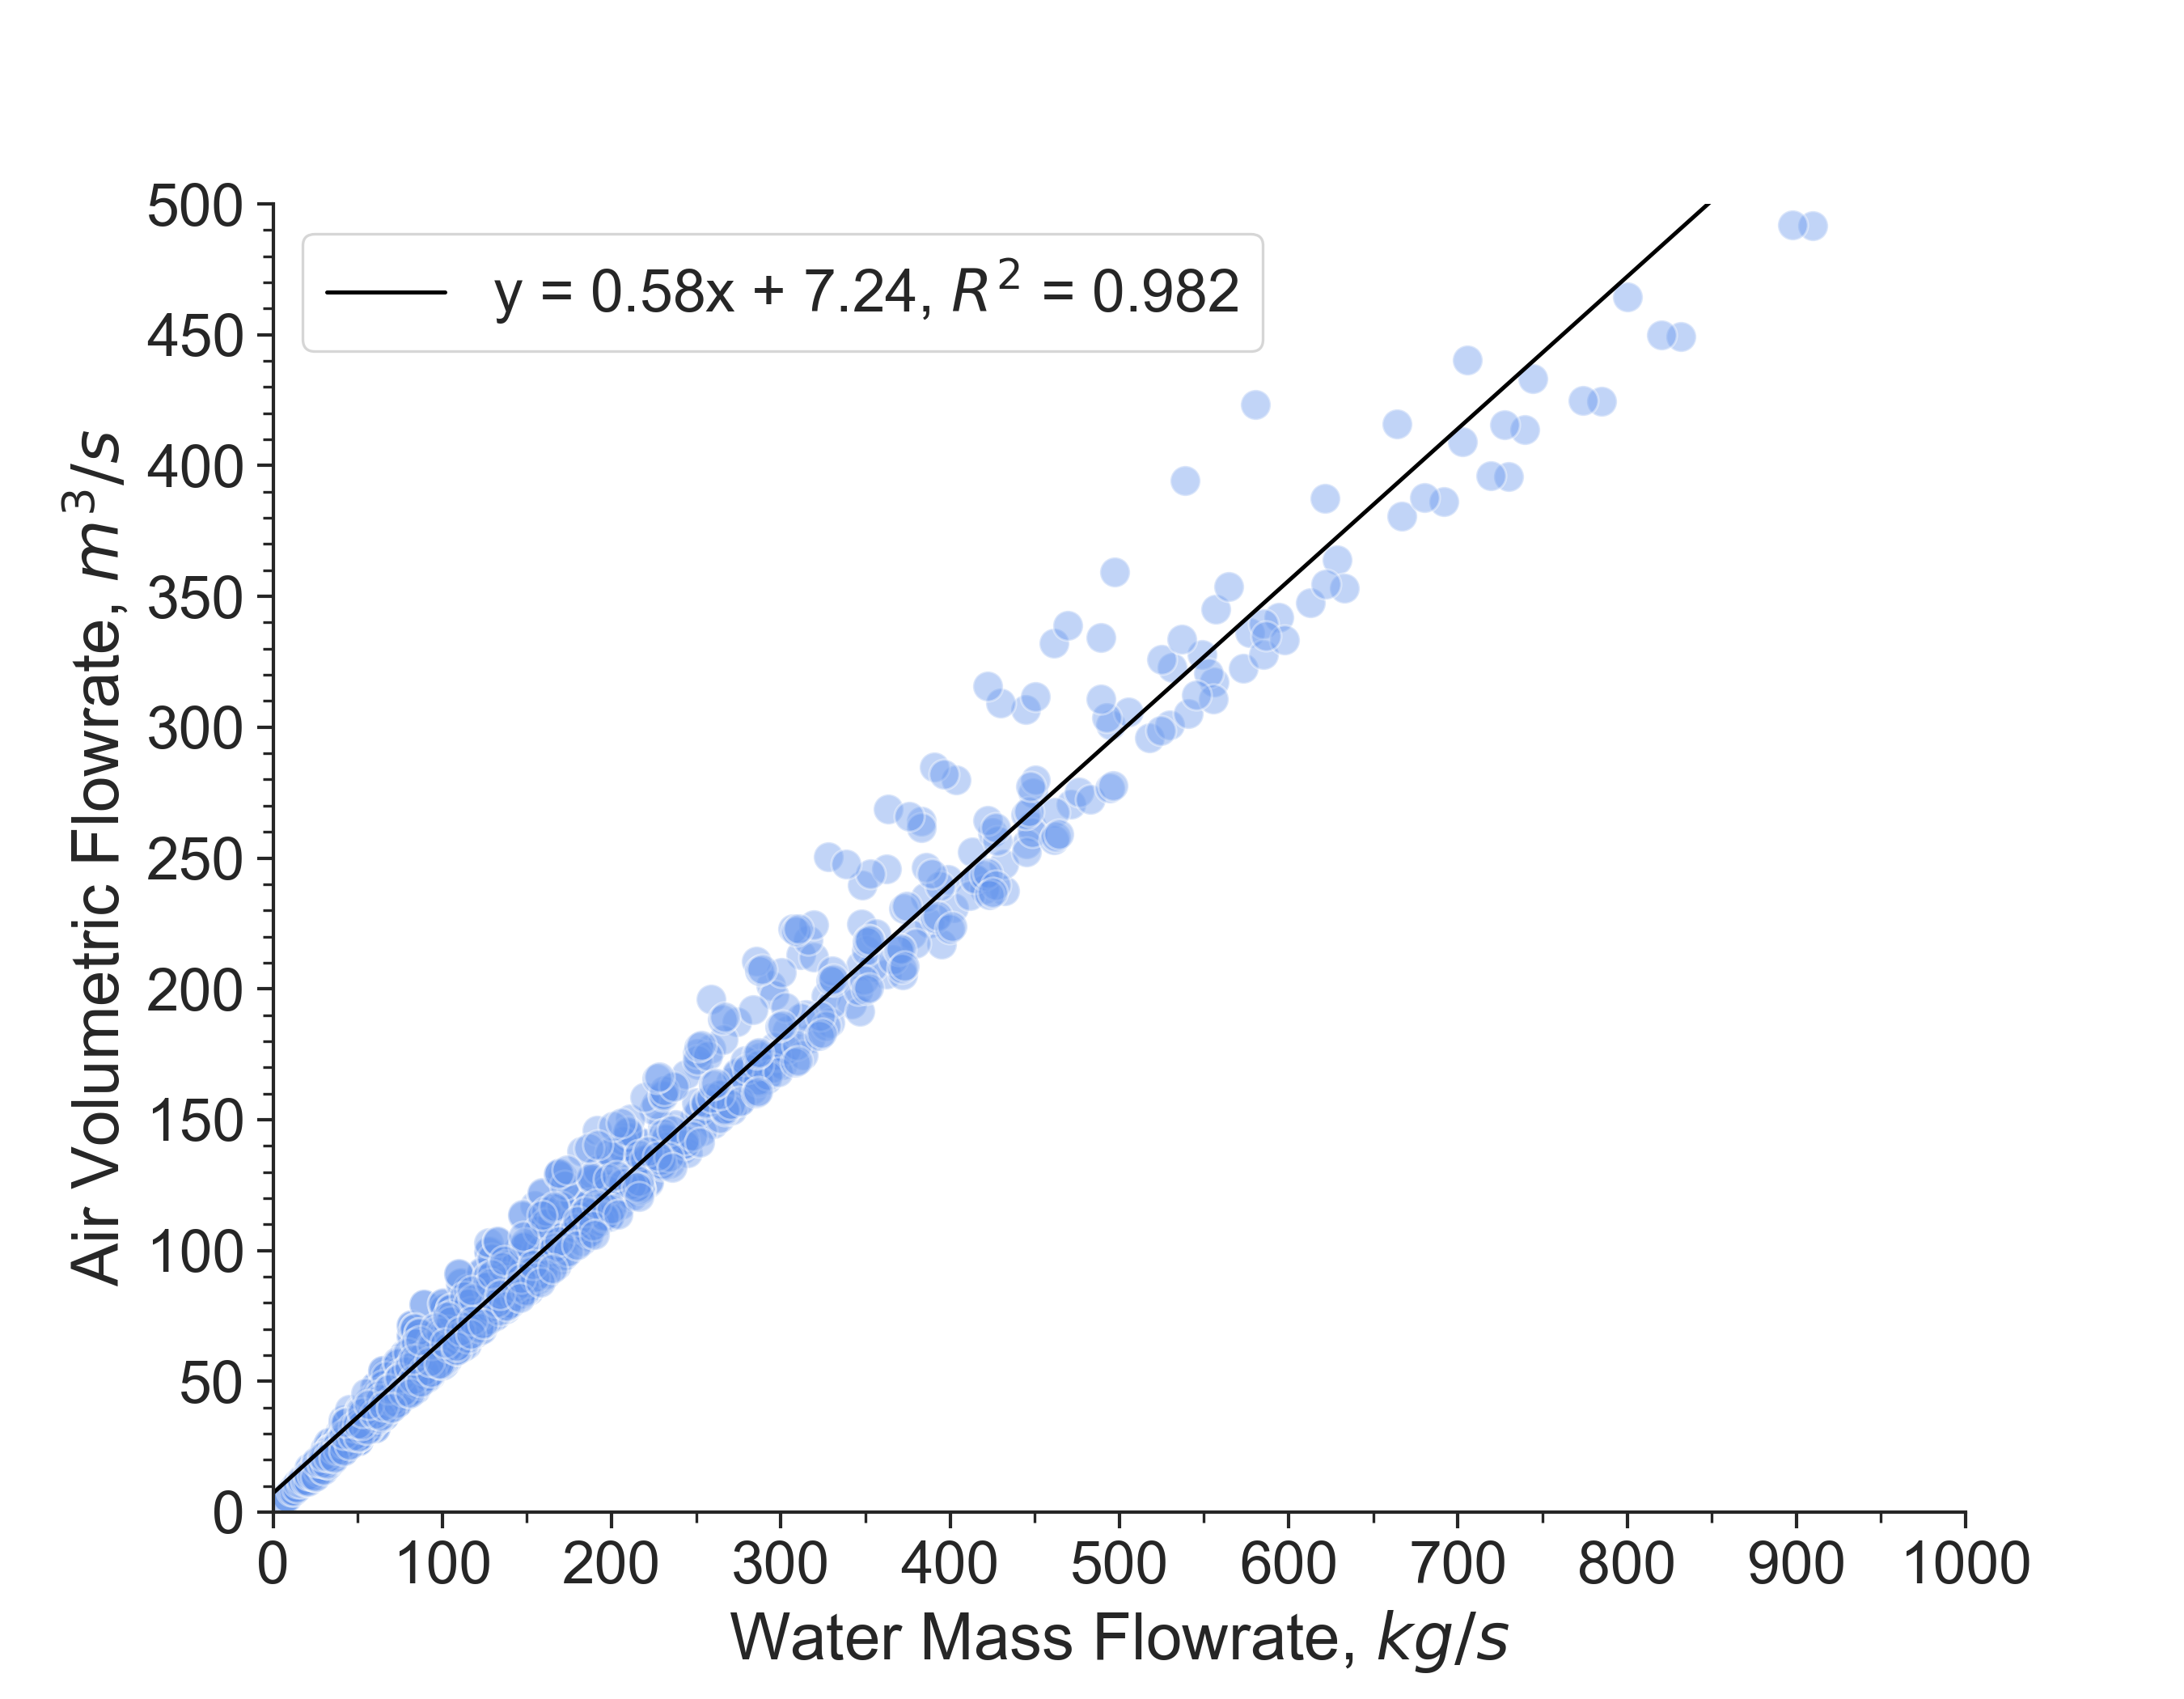 y = 0.58x + 7.24, R² = 0.982
Air Volumetric Flowrate, m³/s
500
450
400
350
300
250
200
150
100
50
0
0 100 200 300 400 500 600 700 800 900 1000
Water Mass Flowrate, kg/s